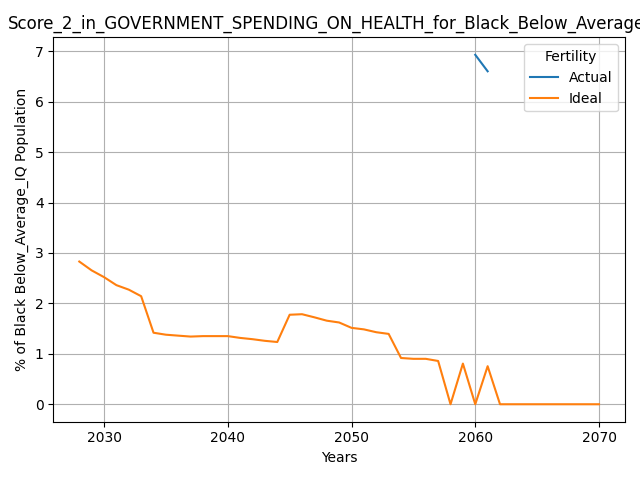 Score_2_in_GOVERNMENT_SPENDING_ON_HEALTH_for_Black_Below_Average
% of Black Below_Average_IQ Population
7
6
5
4
3
2
1
0
Fertility
Actual
Ideal
2030 2040 2050 2060 2070
Years